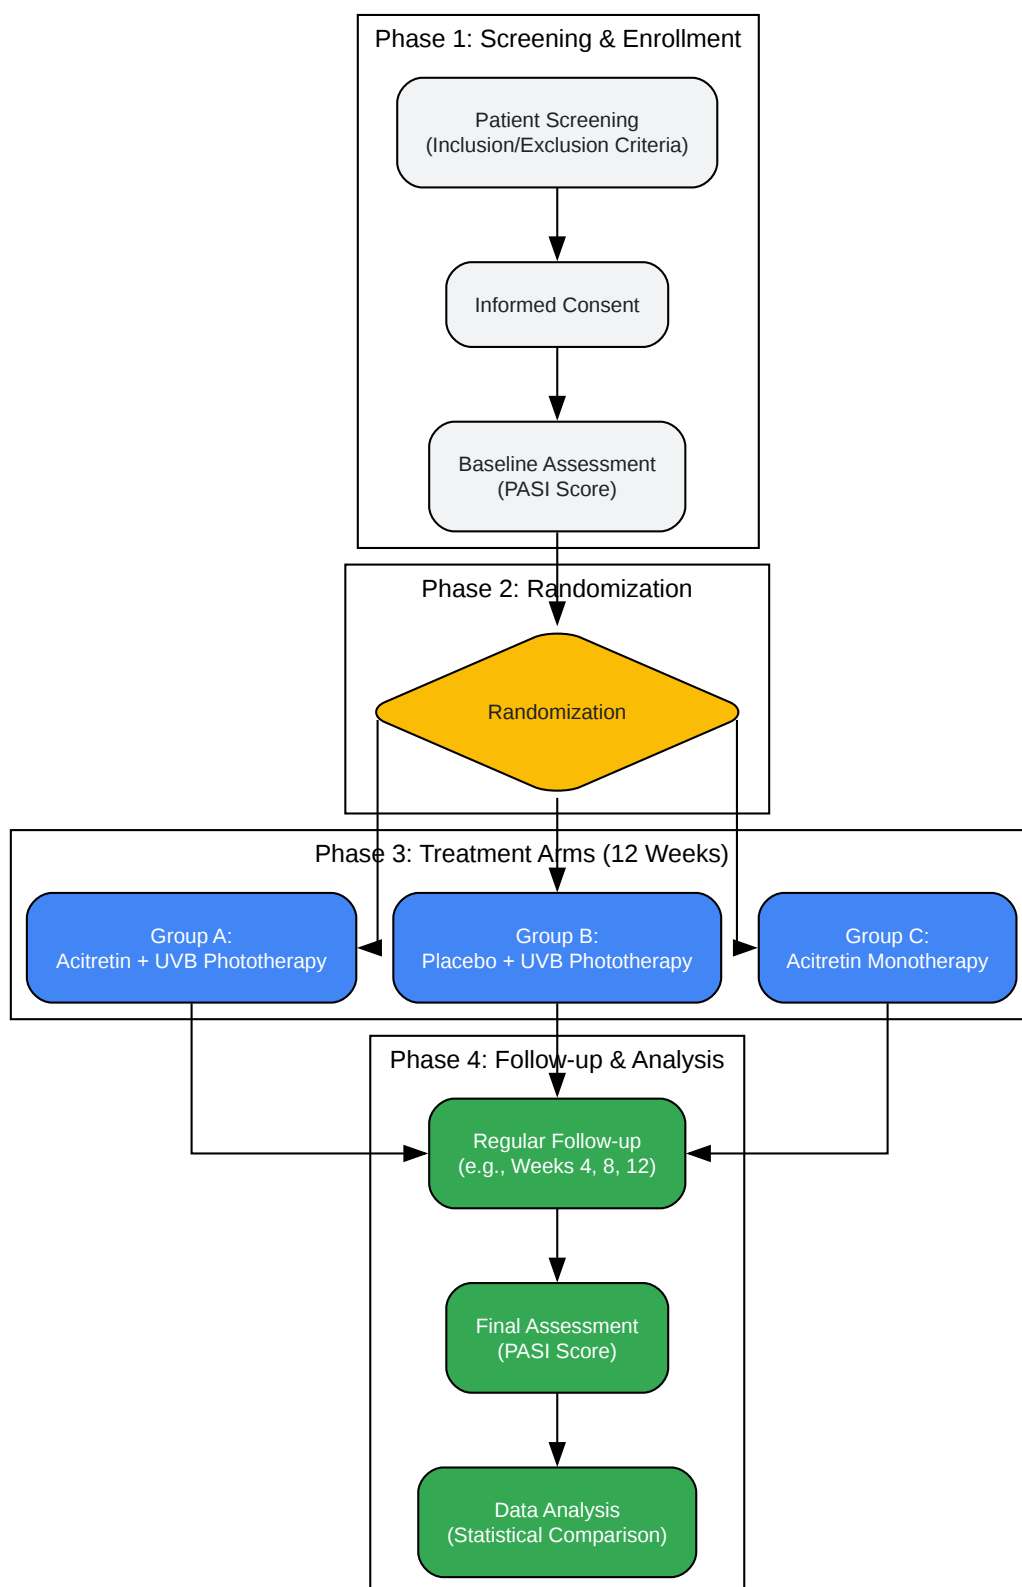 Phase 1: Screening & Enrollment
Patient Screening
(Inclusion/Exclusion Criteria)
Informed Consent
Baseline Assessment
(PASI Score)
Phase 2: Randomization
Randomization
Phase 3: Treatment Arms (12 Weeks)
Group A:
Acitretin + UVB Phototherapy
Group B:
Placebo + UVB Phototherapy
Group C:
Acitretin Monotherapy
Phase 4: Follow-up & Analysis
Regular Follow-up
(e.g., Weeks 4, 8, 12)
Final Assessment
(PASI Score)
Data Analysis
(Statistical Comparison)